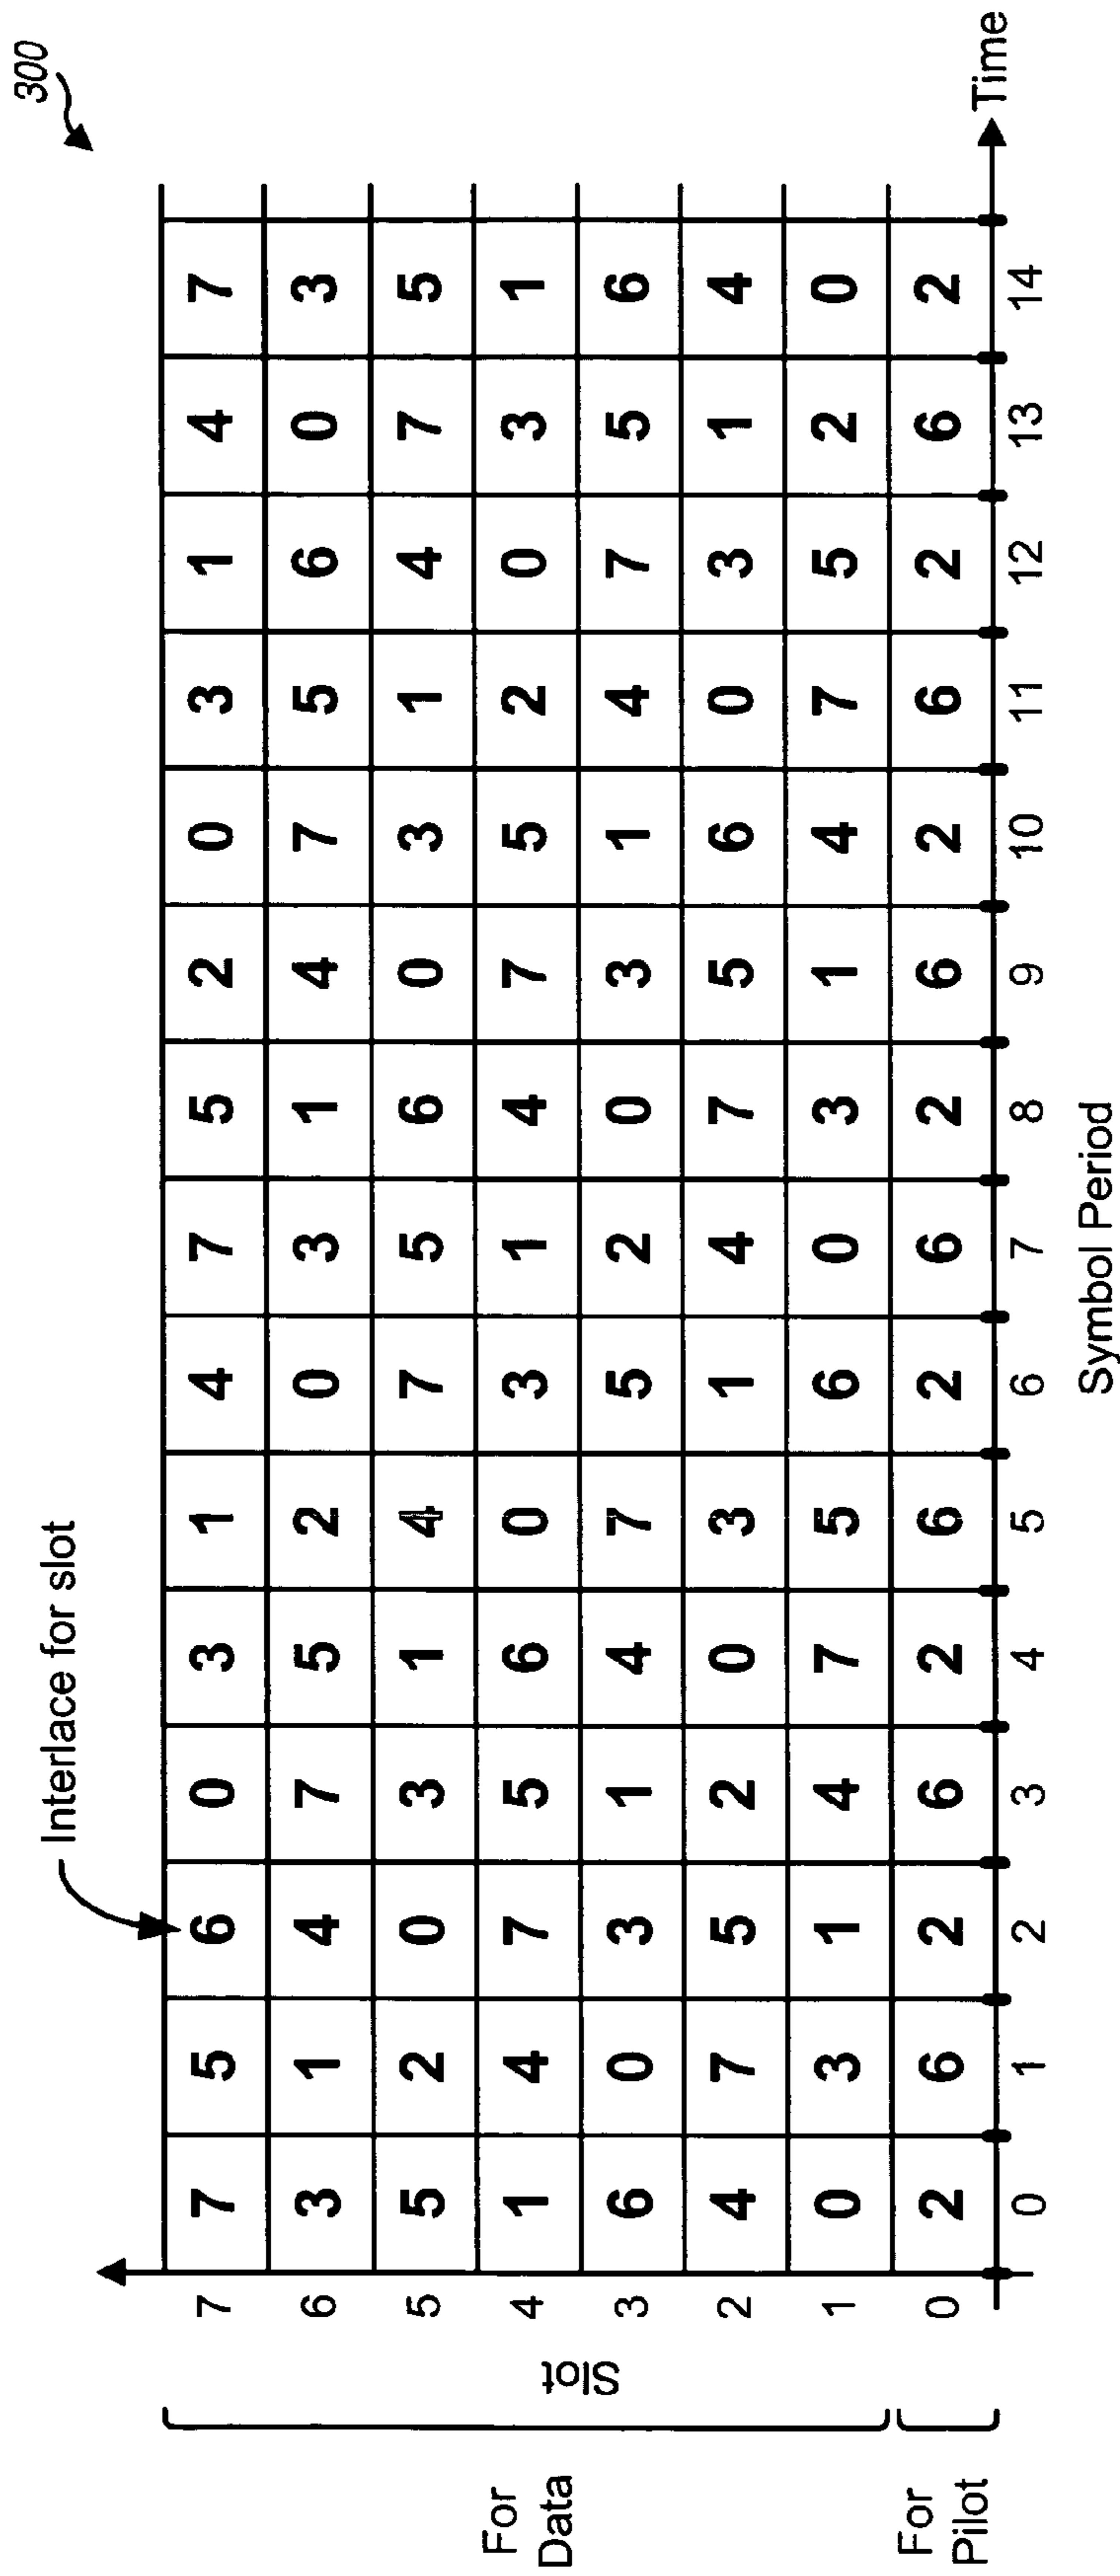 300
Interlace for slot
7 7 5 6 0 3 1 4 7 5 2 0 3 1 4 7
6 3 1 4 7 5 2 0 3 1 4 7 5 6 0 3
5 5 2 0 3 1 4 7 5 6 0 3 1 4 7 5
For Data
Slot
4 1 4 7 5 6 0 3 1 4 7 5 2 0 3 1
3 6 0 3 1 4 7 5 2 0 3 1 4 7 5 6
2 4 7 5 2 0 3 1 4 7 5 6 0 3 1 4
1 0 3 1 4 7 5 6 0 3 1 4 7 5 2 0
For Pilot
0 2 6 2 6 2 6 2 6 2 6 2 6 2 6 2
Time
0 1 2 3 4 5 6 7 8 9 10 11 12 13 14
Symbol Period